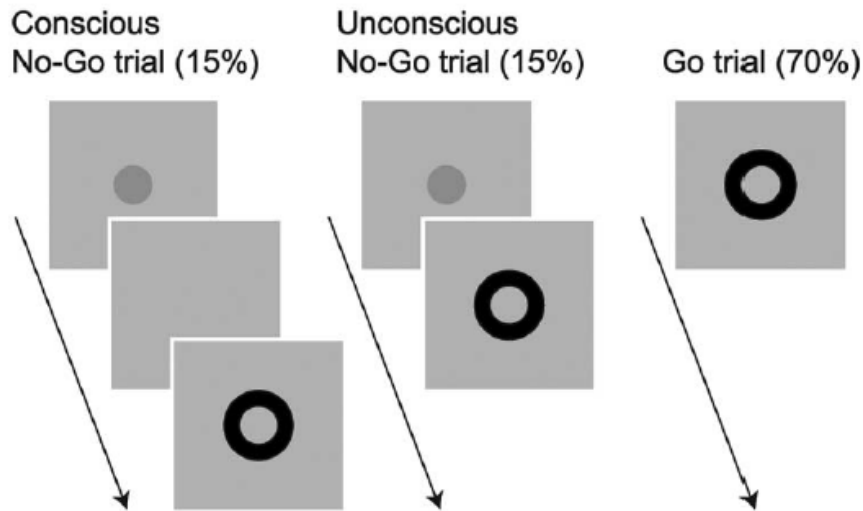 Conscious
No-Go trial (15%)
Unconscious
No-Go trial (15%)
Go trial (70%)